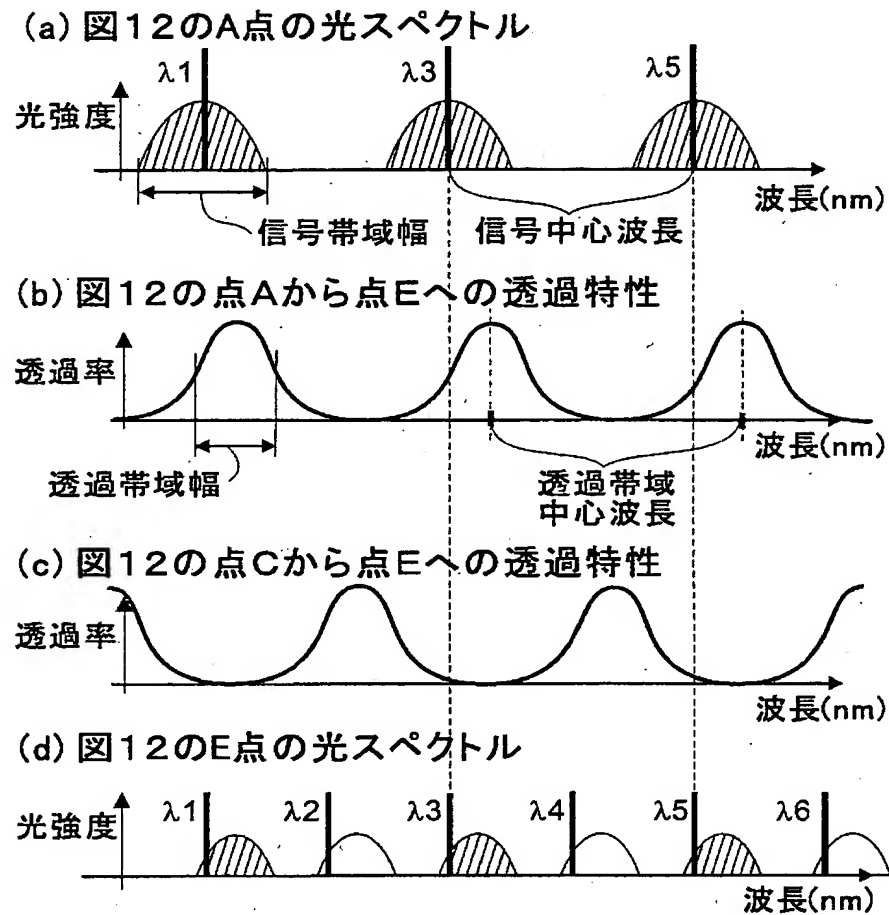 (a) 図12のA点の光スペクトル
λ1
λ3
λ5
光強度
波長(nm)
信号帯域幅
信号中心波長
(b) 図12の点Aから点Eへの透過特性
透過率
波長(nm)
透過帯域幅
透過帯域
中心波長
(c) 図12の点Cから点Eへの透過特性
透過率
波長(nm)
(d) 図12のE点の光スペクトル
λ1
λ2
λ3
λ4
λ5
λ6
光強度
波長(nm)